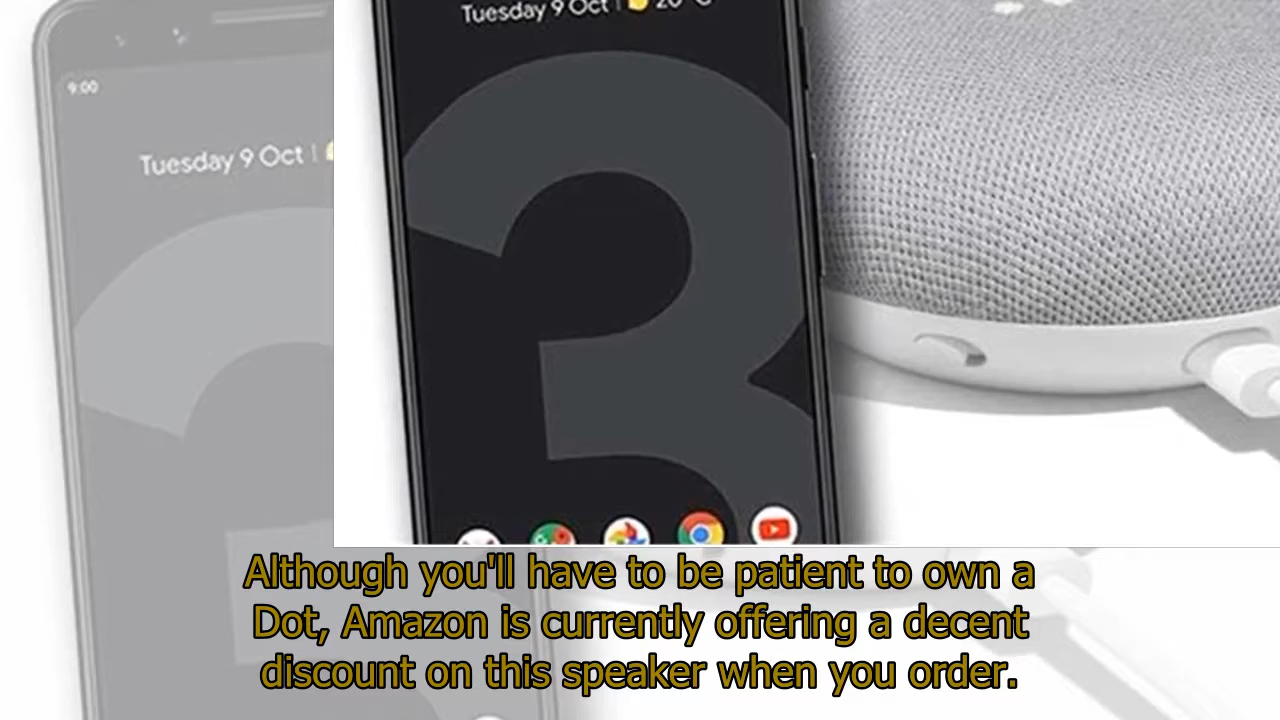 Tuesday 9 Oct
20
9:00
Tuesday 9 Oct
Although you'll have to be patient to own a
Dot, Amazon is currently offering a decent
discount on this speaker when you order.